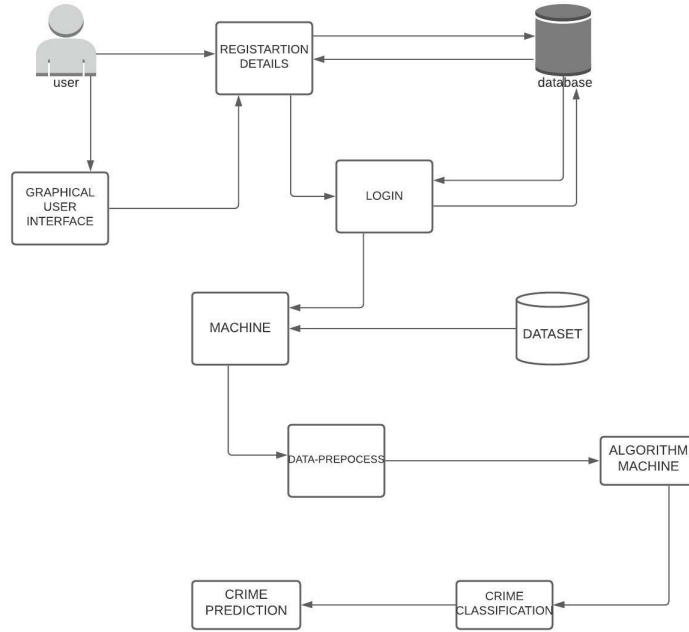 user
REGISTARTION
DETAILS
database
GRAPHICAL
USER
INTERFACE
LOGIN
MACHINE
DATASET
DATA-PREPOCESS
ALGORITHM
MACHINE
CRIME
PREDICTION
CRIME
CLASSIFICATION